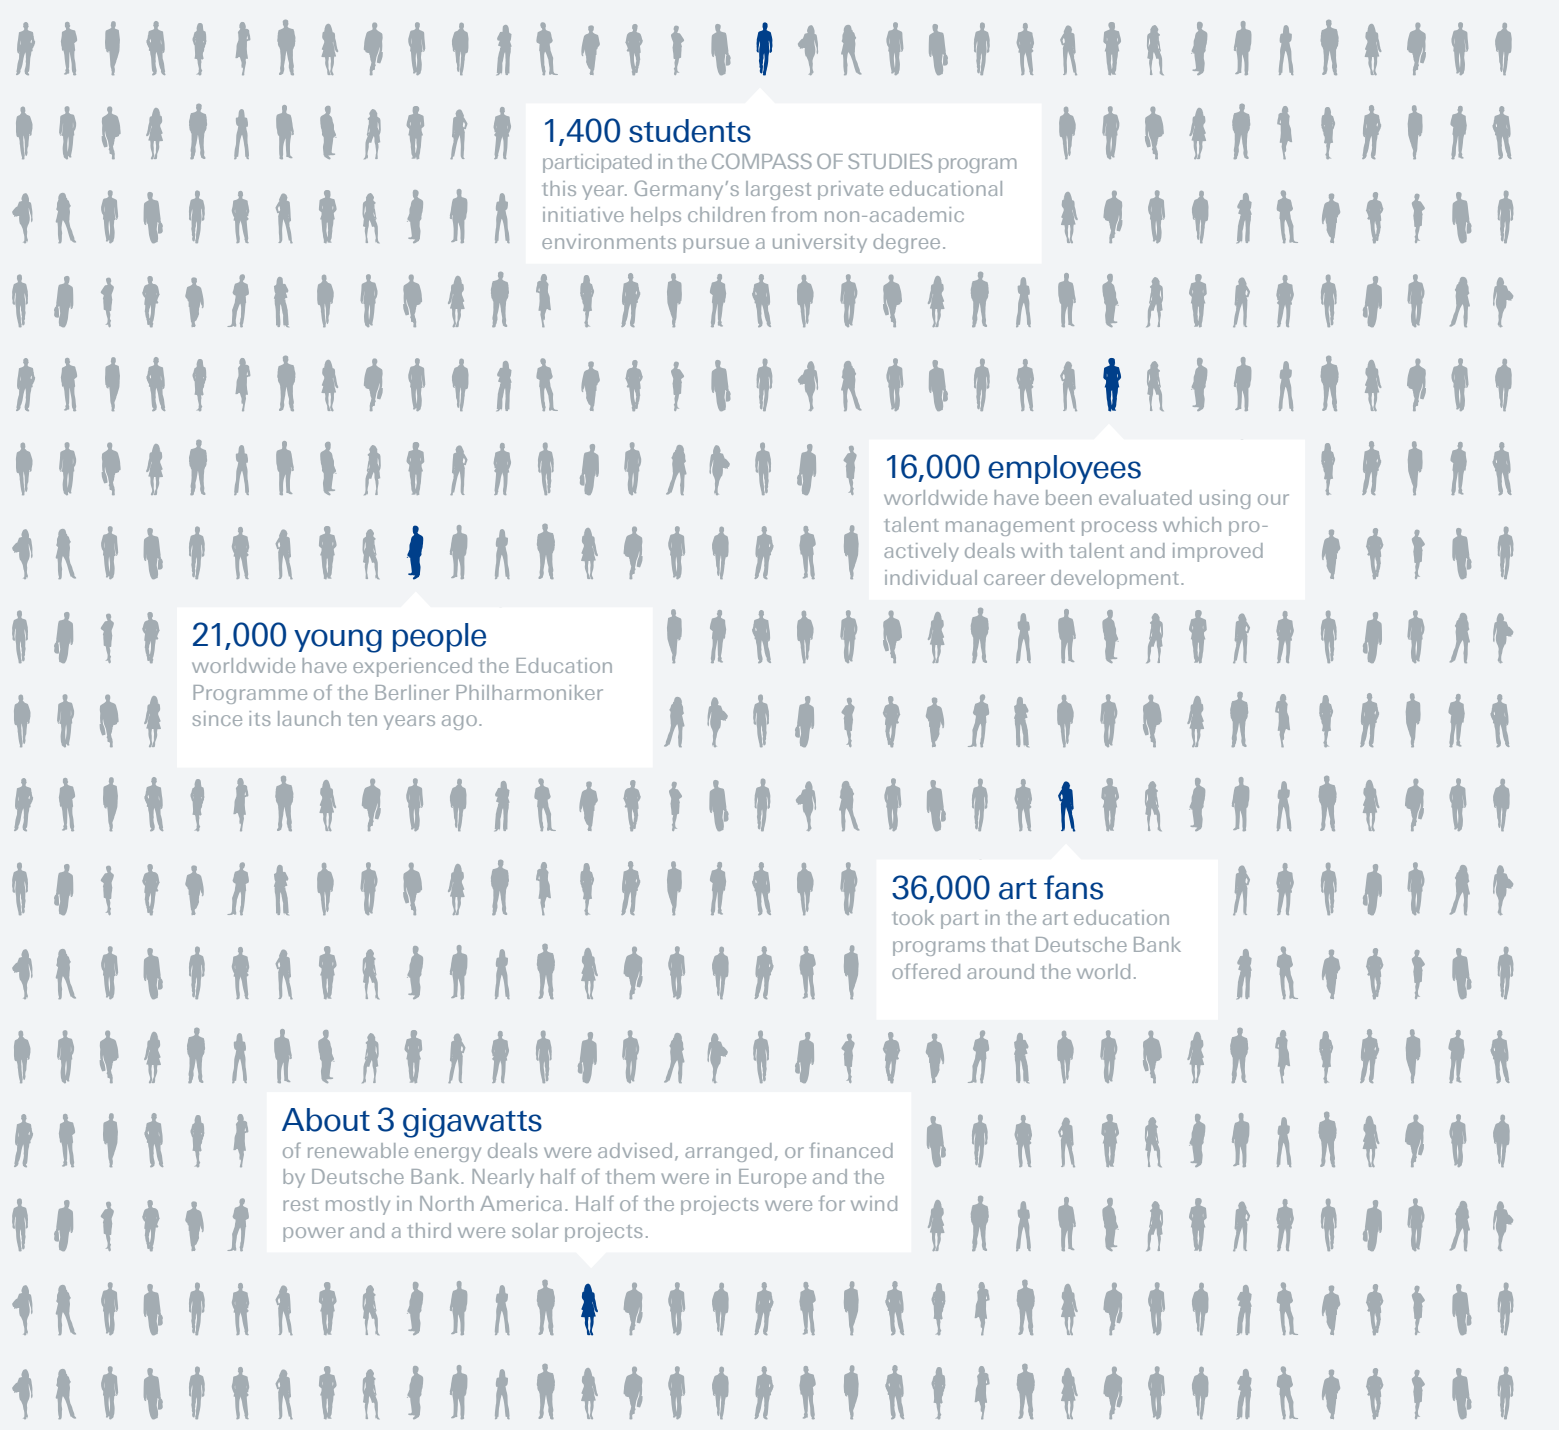 1,400 students
participated in the COMPASS OF STUDIES program
this year. Germany’s largest private educational
initiative helps children from non-academic
environments pursue a university degree.
16,000 employees
worldwide have been evaluated using our
talent management process which pro-
actively deals with talent and improved
individual career development.
21,000 young people
worldwide have experienced the Education
Programme of the Berliner Philharmoniker
since its launch ten years ago.
36,000 art fans
took part in the art education
programs that Deutsche Bank
offered around the world.
About 3 gigawatts
of renewable energy deals were advised, arranged, or financed
by Deutsche Bank. Nearly half of them were in Europe and the
rest mostly in North America. Half of the projects were for wind
power and a third were solar projects.